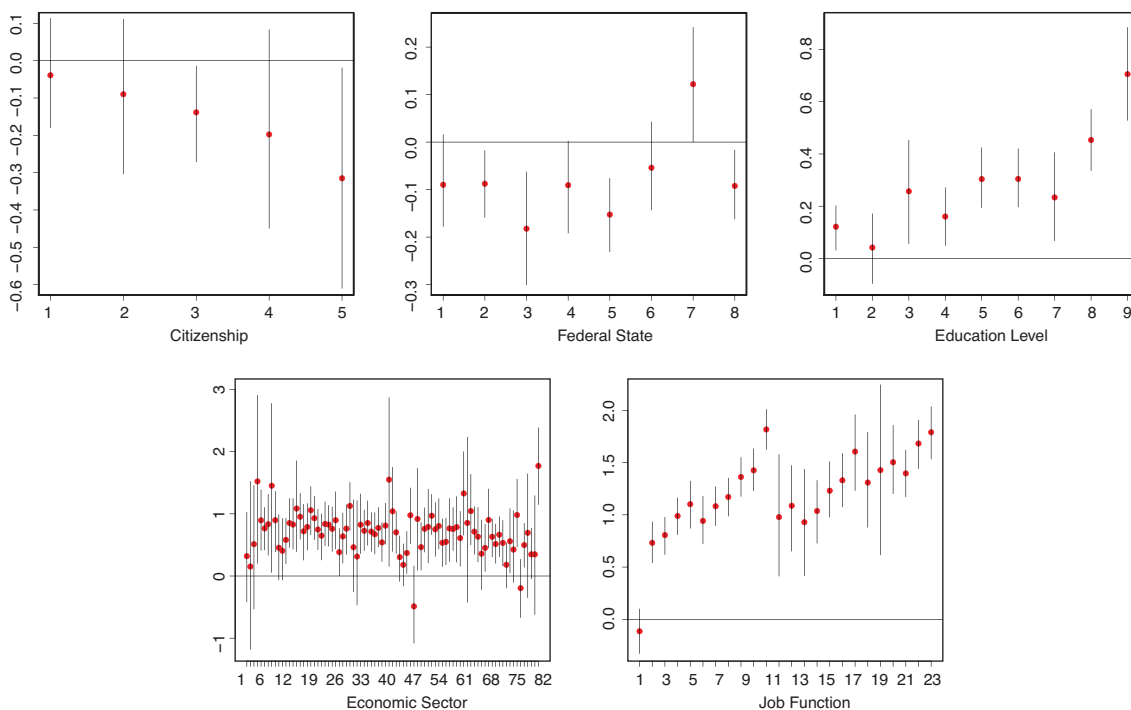 0.1
0.0
−0.1
−0.2
−0.3
−0.4
−0.5
−0.6
1 2 3 4 5
Citizenship
0.2
0.1
0.0
−0.1
−0.2
−0.3
1 2 3 4 5 6 7 8
Federal State
0.8
0.6
0.4
0.2
0.0
1 2 3 4 5 6 7 8 9
Education Level
3
2
1
0
−1
1 6 12 19 26 33 40 47 54 61 68 75 82
Economic Sector
2.0
1.5
1.0
0.5
0.0
1 3 5 7 9 11 13 15 17 19 21 23
Job Function